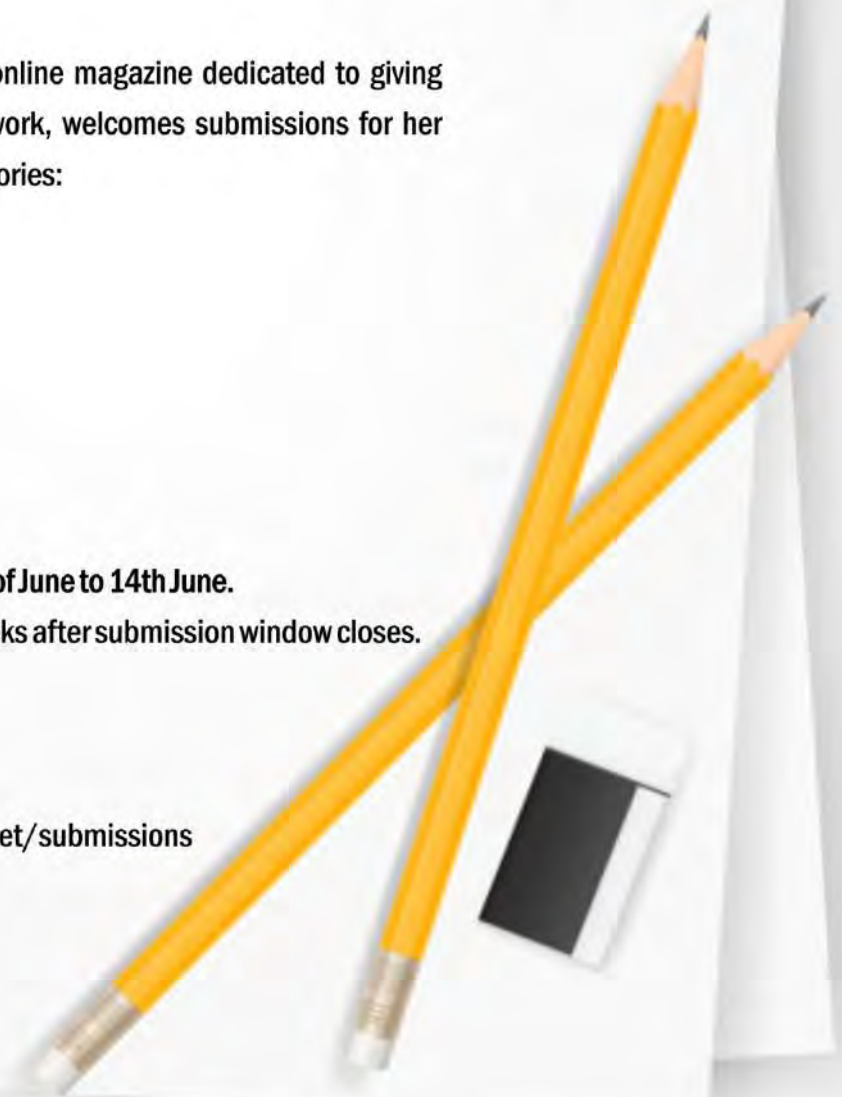 online magazine dedicated to giving
work, welcomes submissions for her
ories:
of June to 14th June.
ks after submission window closes.
et/submissions